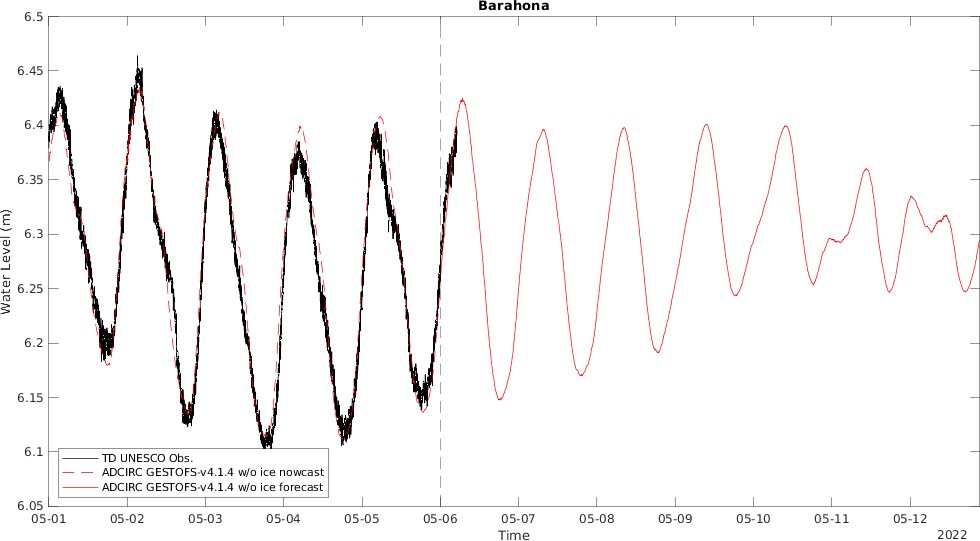 Barahona
6.5
6.45
6.4
6.35
6.3
6.25
6.2
6.15
6.1
6.05
Water Level (m)
TD UNESCO Obs.
ADCIRC GESTOFS-v4.1.4 w/o ice nowcast
ADCIRC GESTOFS-v4.1.4 w/o ice forecast
05-01 05-02 05-03 05-04 05-05 05-06 05-07 05-08 05-09 05-10 05-11 05-12
Time
2022